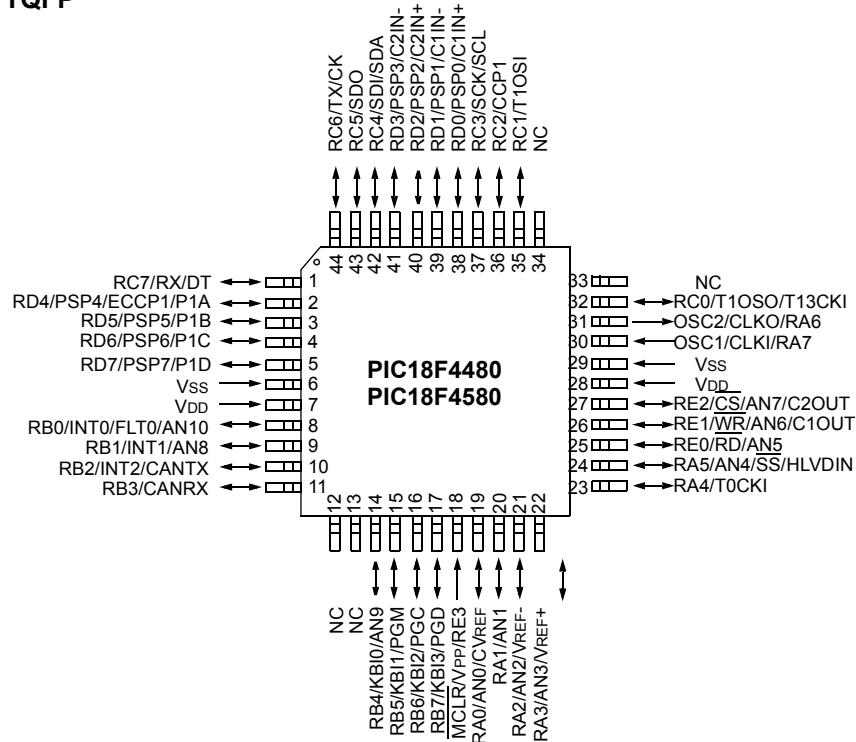 TQFP
RC6/TX/CK
RC5/SDO
RC4/SDI/SDA
RD3/PSP3/C2IN-
RD2/PSP2/C2IN+
RD1/PSP1/C1IN-
RD0/PSP0/C1IN+
RC3/SCK/SCL
RC2/CCP1
RC1/T1OSI
NC
44 43 42 41 40 39 38 37 36 35 34
RC7/RX/DT 1
RD4/PSP4/ECCP1/P1A 2
RD5/PSP5/P1B 3
RD6/PSP6/P1C 4
RD7/PSP7/P1D 5
VSS 6
VDD 7
RB0/INT0/FLT0/AN10 8
RB1/INT1/AN8 9
RB2/INT2/CANTX 10
RB3/CANRX 11
PIC18F4480
PIC18F4580
33 NC
32 RC0/T1OSO/T13CKI
31 OSC2/CLKO/RA6
30 OSC1/CLKI/RA7
29 VSS
28 VDD
27 RE2/CS/AN7/C2OUT
26 RE1/WR/AN6/C1OUT
25 RE0/RD/AN5
24 RA5/AN4/SS/HLVDIN
23 RA4/T0CKI
12 13 14 15 16 17 18 19 20 21 22
NC
NC
RB4/KBI0/AN9
RB5/KBI1/PGM
RB6/KBI2/PGC
RB7/KBI3/PGD
MCLR/VPP/RE3
RA0/AN0/CVREF
RA1/AN1
RA2/AN2/VREF-
RA3/AN3/VREF+